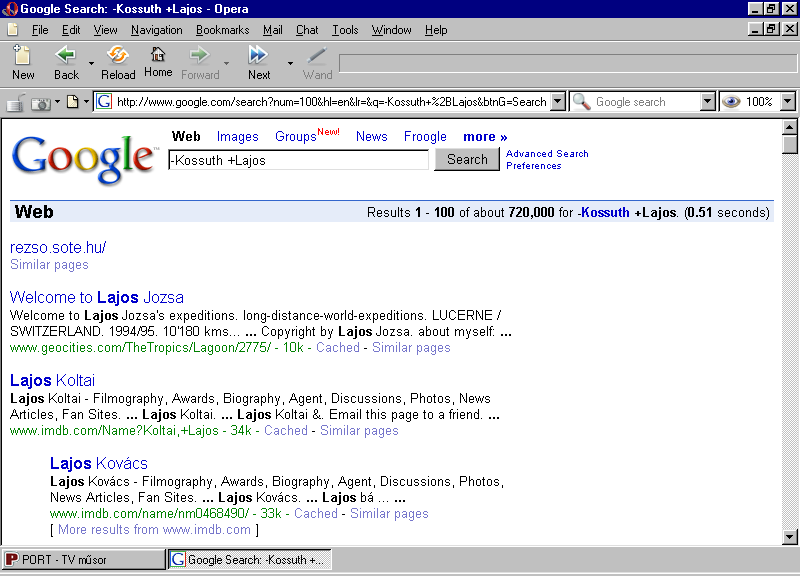 Google Search: -Kossuth +Lajos - Opera
File Edit View Navigation Bookmarks Mail Chat Tools Window Help
New Back Reload Home Forward Next Wand
http://www.google.com/search?num=100&hl=en&lr=&q=-Kossuth+%2BLajos&btnG=Search Google search 100%
Web Images Groups New! News Froogle more »
Google
-Kossuth +Lajos Search Advanced Search
Preferences
Web Results 1 - 100 of about 720,000 for -Kossuth +Lajos. (0.51 seconds)
rezso.sote.hu/
Similar pages
Welcome to Lajos Jozsa
Welcome to Lajos Jozsa's expeditions. long-distance-world-expeditions. LUCERNE /
SWITZERLAND. 1994/95. 10'180 kms... ... Copyright by Lajos Jozsa. about myself: ...
www.geocities.com/TheTropics/Lagoon/2775/ - 10k - Cached - Similar pages
Lajos Koltai
Lajos Koltai - Filmography, Awards, Biography, Agent, Discussions, Photos, News
Articles, Fan Sites. ... Lajos Koltai. ... Lajos Koltai &. Email this page to a friend. ...
www.imdb.com/Name?Koltai,+Lajos - 34k - Cached - Similar pages
Lajos Kovács
Lajos Kovács - Filmography, Awards, Biography, Agent, Discussions, Photos,
News Articles, Fan Sites. ... Lajos Kovács. ... Lajos bá ... ...
www.imdb.com/name/nm0468490/ - 33k - Cached - Similar pages
[ More results from www.imdb.com ]
PORT - TV műsor Google Search: -Kossuth +...